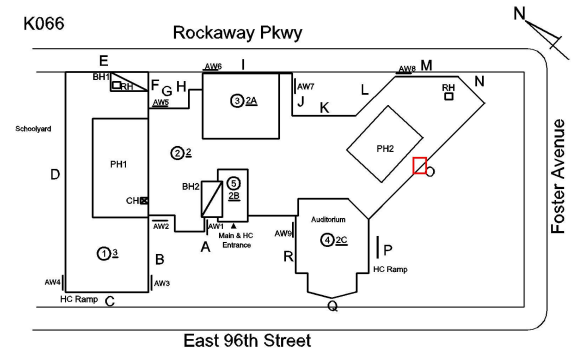 K066
Rockaway Pkwy
N
AW6
I
AW8
M
E
BH1
RH
F
G
H
AW5
AW7
J
K
L
RH
N
3 2A
Schoolyard
PH1
2 2
PH2
Foster Avenue
D
O
5
2B
BH2
CH
Auditorium
AW2
AW1
A
Main & HC
Entrance
AW9
4 2C
P
1 3
B
R
HC Ramp
AW4
AW3
HC Ramp
C
Q
East 96th Street